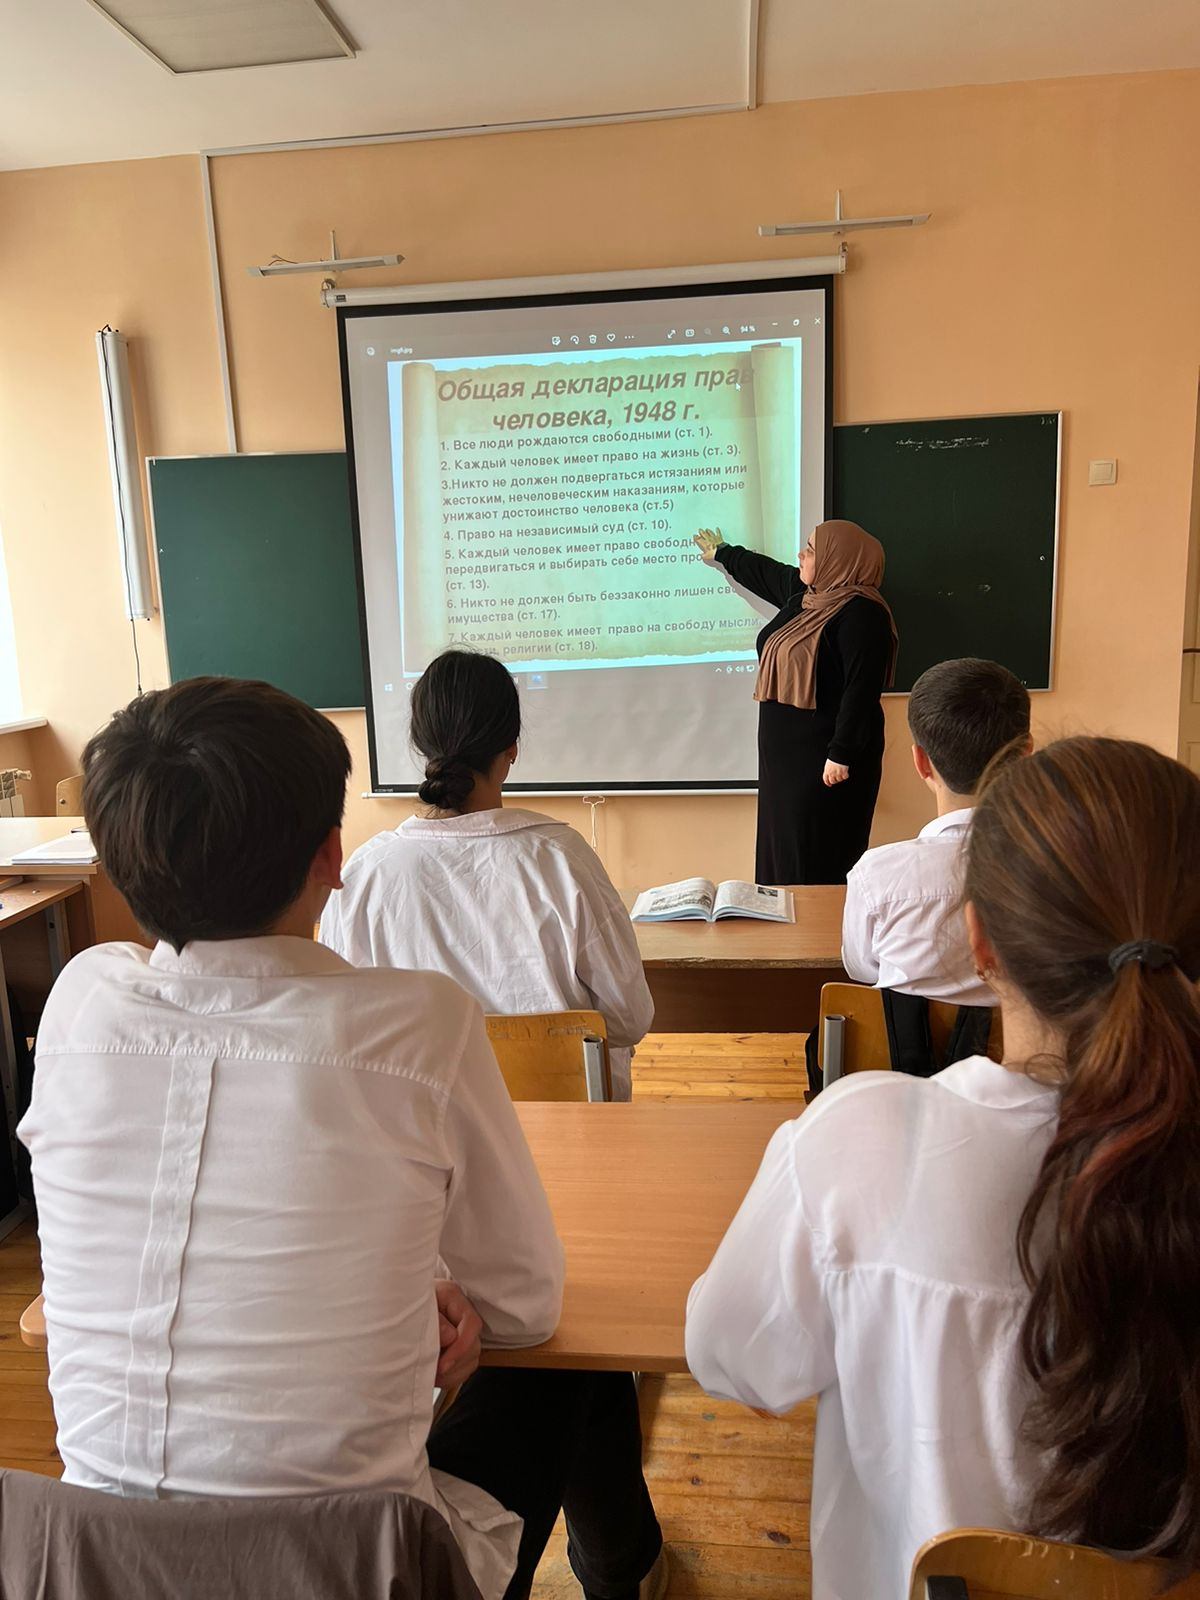 img6.jpg
94 %
Общая декларация прав
человека, 1948 г.
1. Все люди рождаются свободными (ст. 1).
2. Каждый человек имеет право на жизнь (ст. 3).
3.Никто не должен подвергаться истязаниям или
жестоким, нечеловеческим наказаниям, которые
унижают достоинство человека (ст.5)
4. Право на независимый суд (ст. 10).
5. Каждый человек имеет право
передвигаться и выбирать себе место
(ст. 13).
6. Никто не должен быть беззаконно лишен
имущества (ст. 17).
7. Каждый человек имеет право на свободу мысли,
религии (ст. 18).